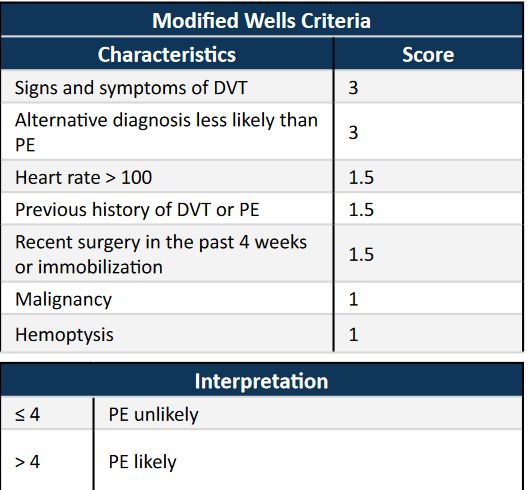 Modified Wells Criteria
Characteristics Score
Signs and symptoms of DVT 3
Alternative diagnosis less likely than
PE 3
Heart rate > 100 1.5
Previous history of DVT or PE 1.5
Recent surgery in the past 4 weeks
or immobilization 1.5
Malignancy 1
Hemoptysis 1
Interpretation
≤ 4 PE unlikely
> 4 PE likely